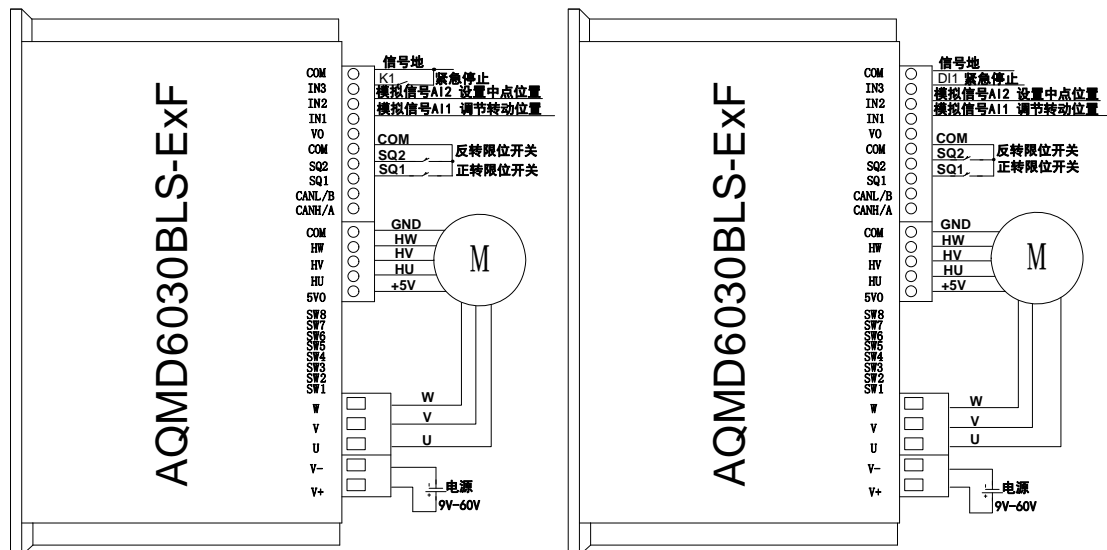 AQMD6030BLS-ExF
COM
IN3
IN2
IN1
VO
COM
SQ2
SQ1
CANL/B
CANH/A
COM
HW
HV
HU
5VO
SW8
SW7
SW6
SW5
SW4
SW3
SW2
SW1
W
V
U
V-
V+
信号地
K1 紧急停止
模拟信号AI2 设置中点位置
模拟信号AI1 调节转动位置
COM
SQ2 反转限位开关
SQ1 正转限位开关
GND
HW
HV
HU
+5V
M
W
V
U
电源
9V-60V
AQMD6030BLS-ExF
COM
IN3
IN2
IN1
VO
COM
SQ2
SQ1
CANL/B
CANH/A
COM
HW
HV
HU
5VO
SW8
SW7
SW6
SW5
SW4
SW3
SW2
SW1
W
V
U
V-
V+
信号地
DI1 紧急停止
模拟信号AI2 设置中点位置
模拟信号AI1 调节转动位置
COM
SQ2 反转限位开关
SQ1 正转限位开关
GND
HW
HV
HU
+5V
M
W
V
U
电源
9V-60V